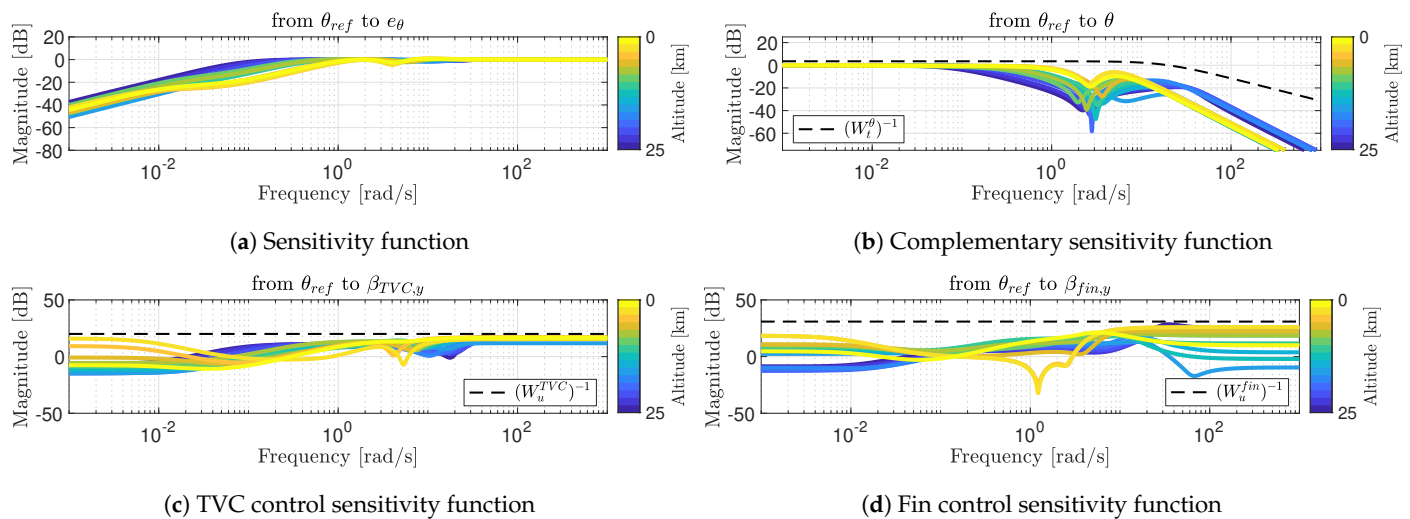 from θ_ref to e_θ
Magnitude [dB]
20
0
-20
-40
-60
-80
10^-2
10^0
10^2
Frequency [rad/s]
0
25
Altitude [km]
(a) Sensitivity function
from θ_ref to θ
Magnitude [dB]
20
0
-20
-40
-60
(W_t^θ)^-1
10^-2
10^0
10^2
Frequency [rad/s]
0
25
Altitude [km]
(b) Complementary sensitivity function
from θ_ref to β_TVC,y
Magnitude [dB]
50
0
-50
(W_u^TVC)^-1
10^-2
10^0
10^2
Frequency [rad/s]
0
25
Altitude [km]
(c) TVC control sensitivity function
from θ_ref to β_fin,y
Magnitude [dB]
50
0
-50
(W_u^fin)^-1
10^-2
10^0
10^2
Frequency [rad/s]
0
25
Altitude [km]
(d) Fin control sensitivity function